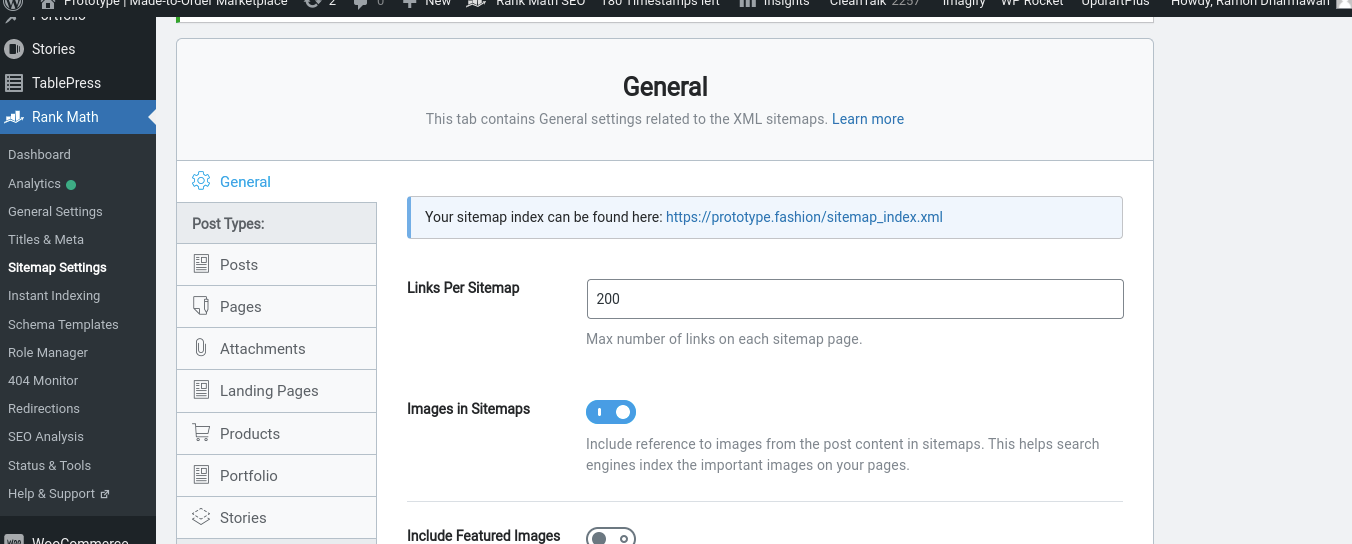 Prototype | Made-to-Order Marketplace 2 0 New Rank Math SEO 180 Timestamps left Insights CleanTalk 2257 Imagify WP Rocket UpdraftPlus Howdy, Ramon Dharmawan
Portfolio
Stories
TablePress
Rank Math
Dashboard
Analytics
General Settings
Titles & Meta
Sitemap Settings
Instant Indexing
Schema Templates
Role Manager
404 Monitor
Redirections
SEO Analysis
Status & Tools
Help & Support
WooCommerce
General
This tab contains General settings related to the XML sitemaps. Learn more
General
Post Types:
Posts
Pages
Attachments
Landing Pages
Products
Portfolio
Stories
Your sitemap index can be found here: https://prototype.fashion/sitemap_index.xml
Links Per Sitemap
200
Max number of links on each sitemap page.
Images in Sitemaps
Include reference to images from the post content in sitemaps. This helps search
engines index the important images on your pages.
Include Featured Images